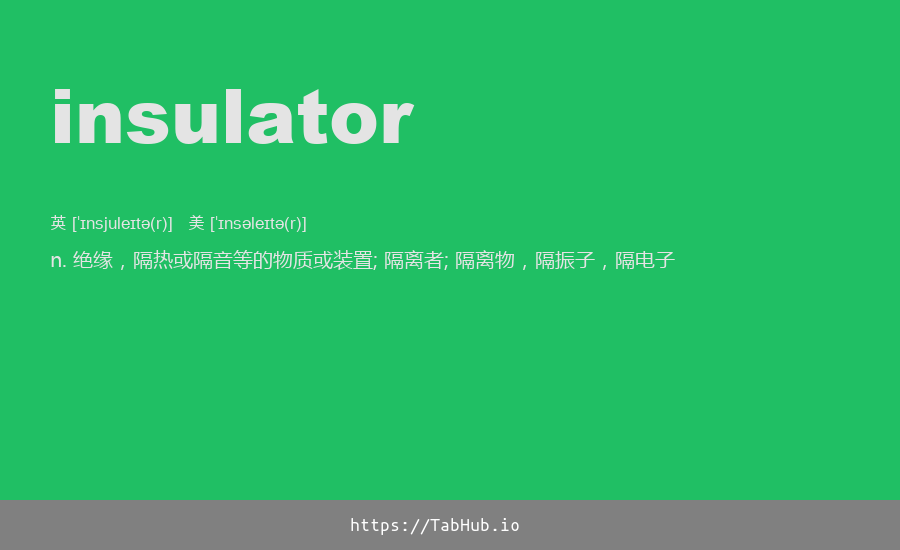 insulator
英 [ˈɪnsjuleɪtə(r)] 美 [ˈɪnsəleɪtə(r)]
n. 绝缘，隔热或隔音等的物质或装置; 隔离者; 隔离物，隔振子，隔电子
https://TabHub.io